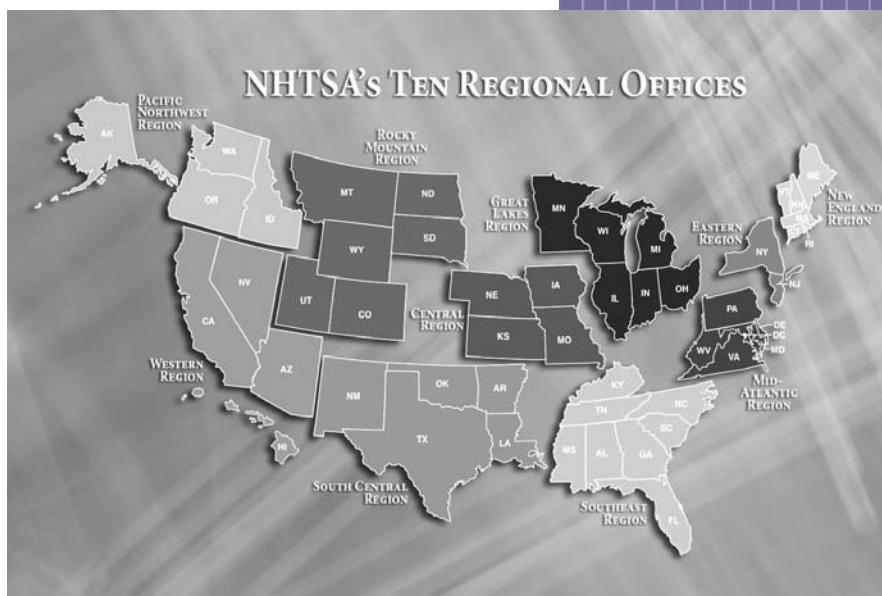 NHTSA'S TEN REGIONAL OFFICES
PACIFIC
NORTHWEST
REGION
AK
WA
OR
ID
ROCKY
MOUNTAIN
REGION
MT
ND
SD
WY
UT
CO
GREAT
LAKES
REGION
MN
WI
MI
IL
IN
OH
NEW
ENGLAND
REGION
ME
VT
NH
MA
CT
RI
EASTERN
REGION
NY
NJ
CENTRAL
REGION
NE
IA
KS
MO
PA
DE
DC
MD
WV
VA
MID-
ATLANTIC
REGION
WESTERN
REGION
NV
CA
AZ
HI
SOUTH CENTRAL
REGION
NM
OK
AR
TX
LA
SOUTHEAST
REGION
KY
TN
NC
SC
MS
AL
GA
FL